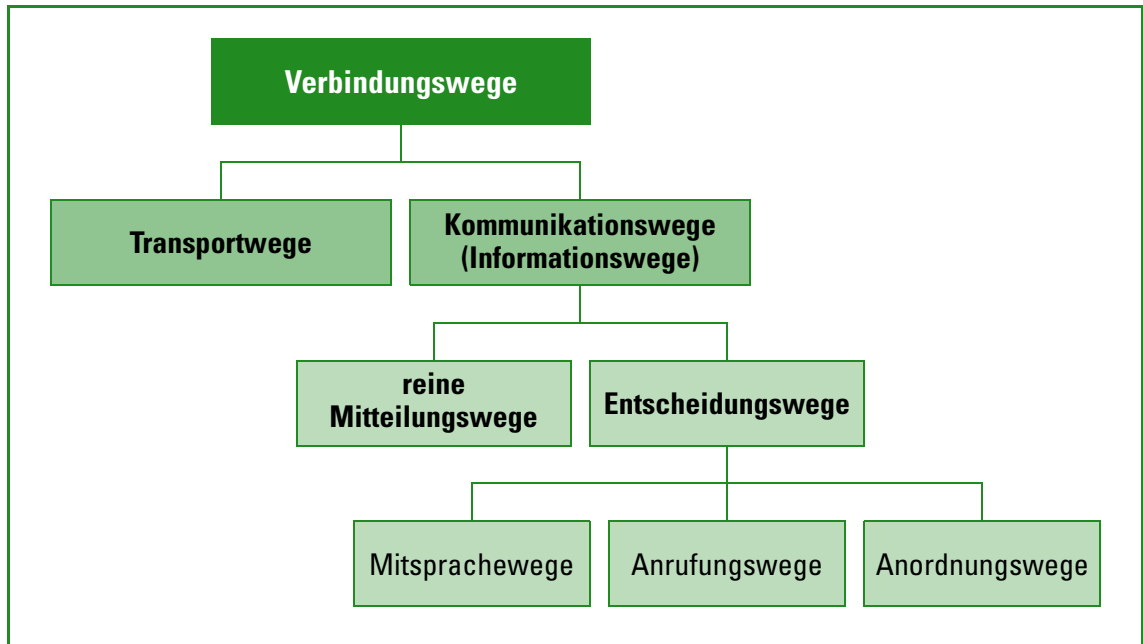 Verbindungswege
Transportwege
Kommunikationswege
(Informationswege)
reine
Mitteilungswege
Entscheidungswege
Mitsprachewege
Anrufungswege
Anordnungswege